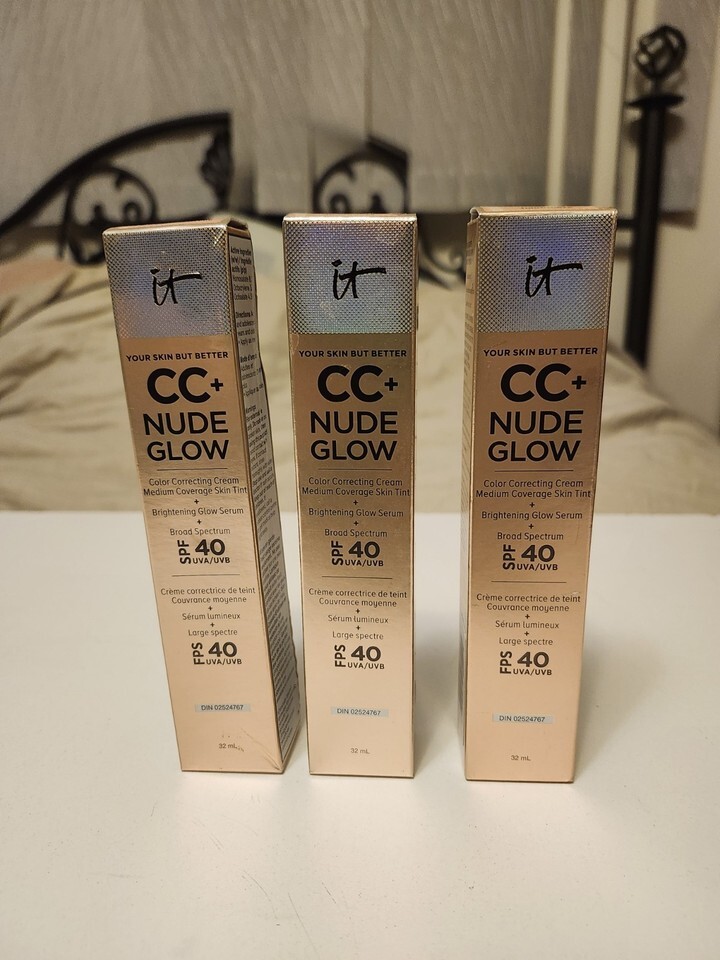 it
YOUR SKIN BUT BETTER
CC+
NUDE
GLOW
Color Correcting Cream
Medium Coverage Skin Tint
+
Brightening Glow Serum
+
Broad Spectrum
SPF 40
UVA/UVB
Crème correctrice de teint
Couvrance moyenne
+
Sérum lumineux
+
Large spectre
FPS 40
UVA/UVB
DIN 02524767
32 mL
it
YOUR SKIN BUT BETTER
CC+
NUDE
GLOW
Color Correcting Cream
Medium Coverage Skin Tint
+
Brightening Glow Serum
+
Broad Spectrum
SPF 40
UVA/UVB
Crème correctrice de teint
Couvrance moyenne
+
Sérum lumineux
+
Large spectre
FPS 40
UVA/UVB
DIN 02524767
32 mL
it
YOUR SKIN BUT BETTER
CC+
NUDE
GLOW
Color Correcting Cream
Medium Coverage Skin Tint
+
Brightening Glow Serum
+
Broad Spectrum
SPF 40
UVA/UVB
Crème correctrice de teint
Couvrance moyenne
+
Sérum lumineux
+
Large spectre
FPS 40
UVA/UVB
DIN 02524767
32 mL